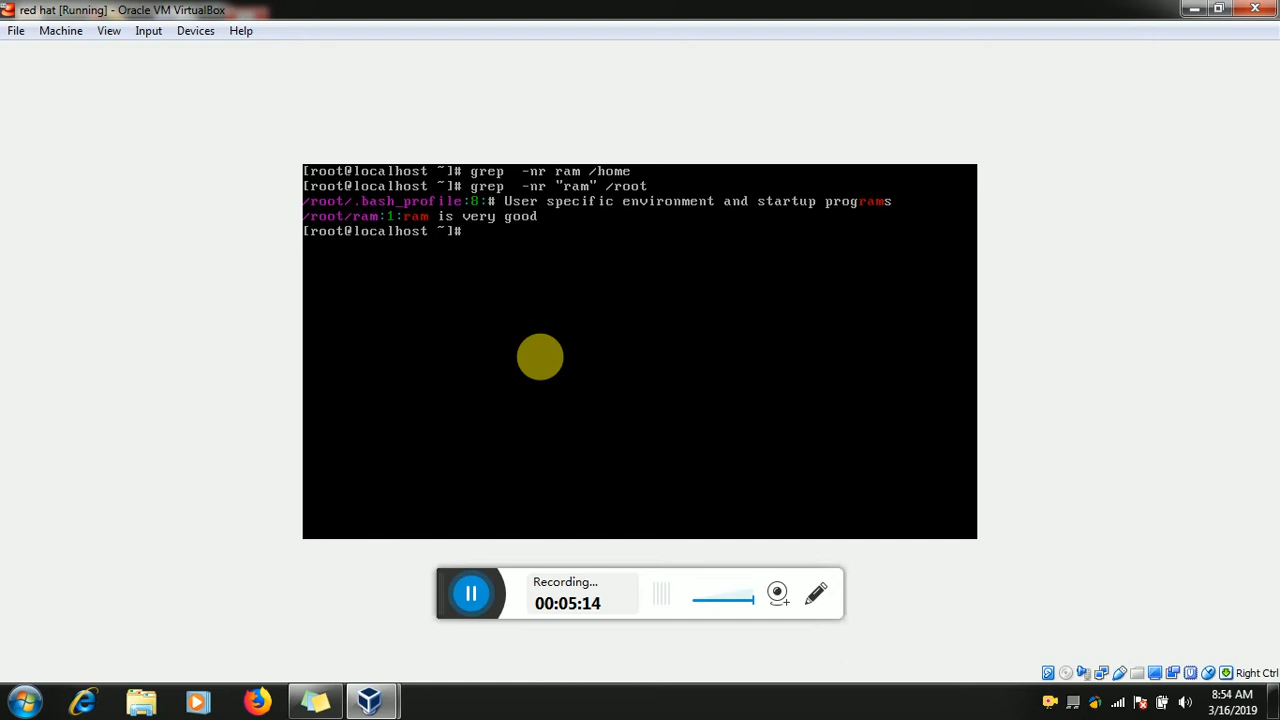 red hat [Running] - Oracle VM VirtualBox
File Machine View Input Devices Help
[root@localhost ~]# grep  -nr ram /home
[root@localhost ~]# grep  -nr "ram" /root
/root/.bash_profile:8:# User specific environment and startup programs
/root/ram:1:ram is very good
[root@localhost ~]#
Recording...
00:05:14
Right Ctrl
8:54 AM
3/16/2019